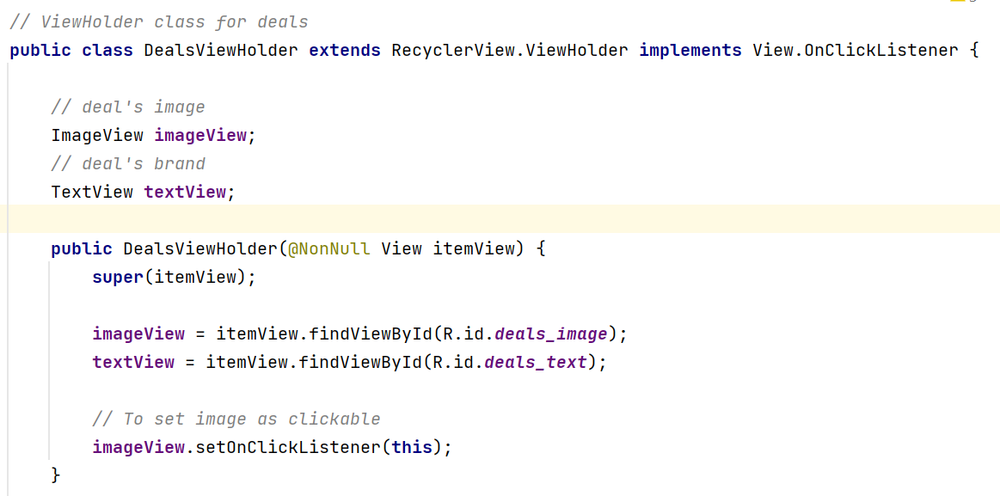 // ViewHolder class for deals
public class DealsViewHolder extends RecyclerView.ViewHolder implements View.OnClickListener {
// deal's image
ImageView imageView;
// deal's brand
TextView textView;
public DealsViewHolder(@NonNull View itemView) {
super(itemView);
imageView = itemView.findViewById(R.id.deals_image);
textView = itemView.findViewById(R.id.deals_text);
// To set image as clickable
imageView.setOnClickListener(this);
}